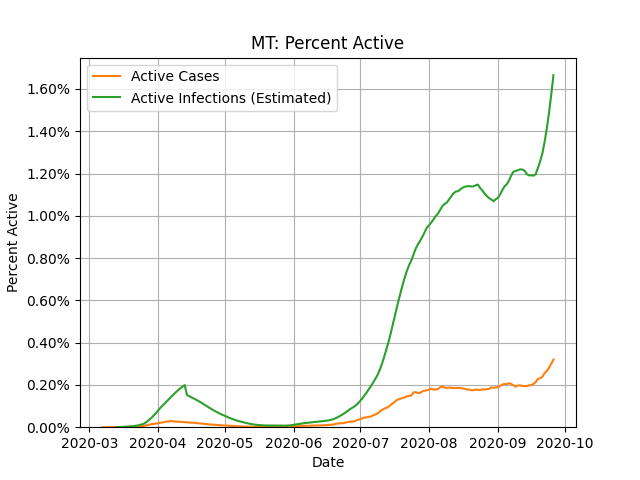 MT: Percent Active
Active Cases
Active Infections (Estimated)
Percent Active
1.60%
1.40%
1.20%
1.00%
0.80%
0.60%
0.40%
0.20%
0.00%
2020-03 2020-04 2020-05 2020-06 2020-07 2020-08 2020-09 2020-10
Date